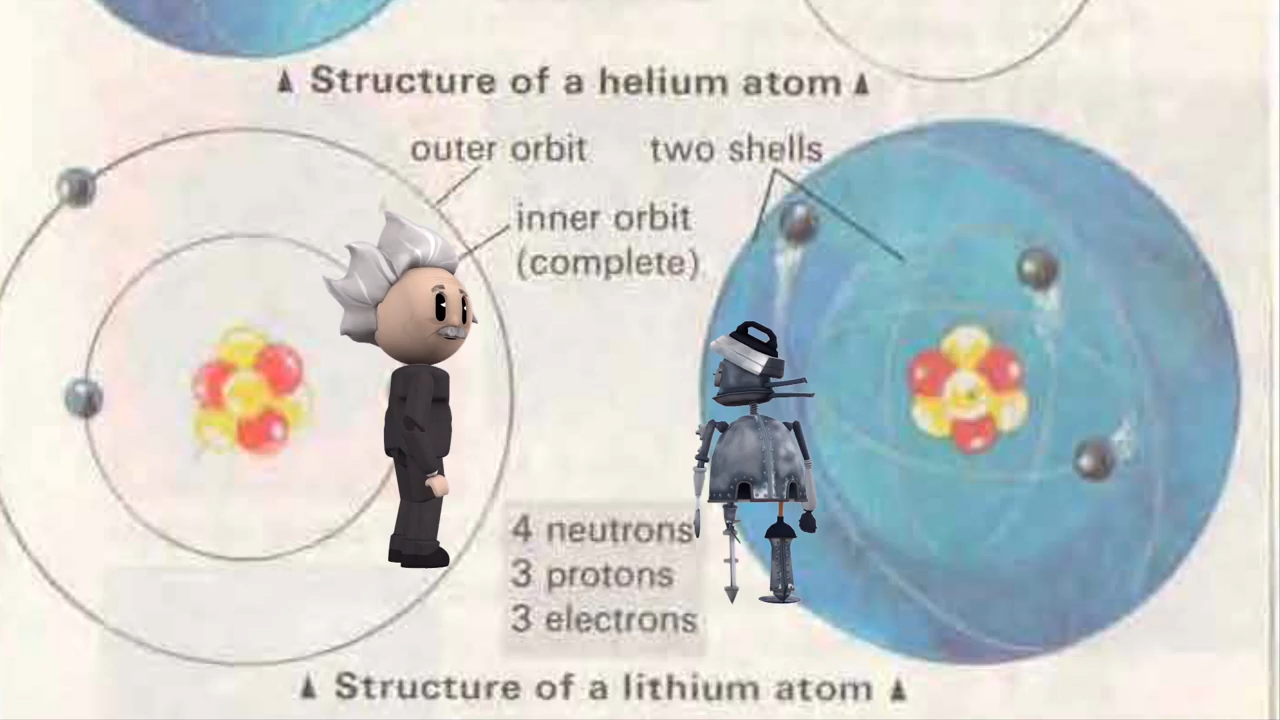 ▲ Structure of a helium atom ▲
outer orbit
two shells
inner orbit
(complete)
4 neutrons
3 protons
3 electrons
▲ Structure of a lithium atom ▲